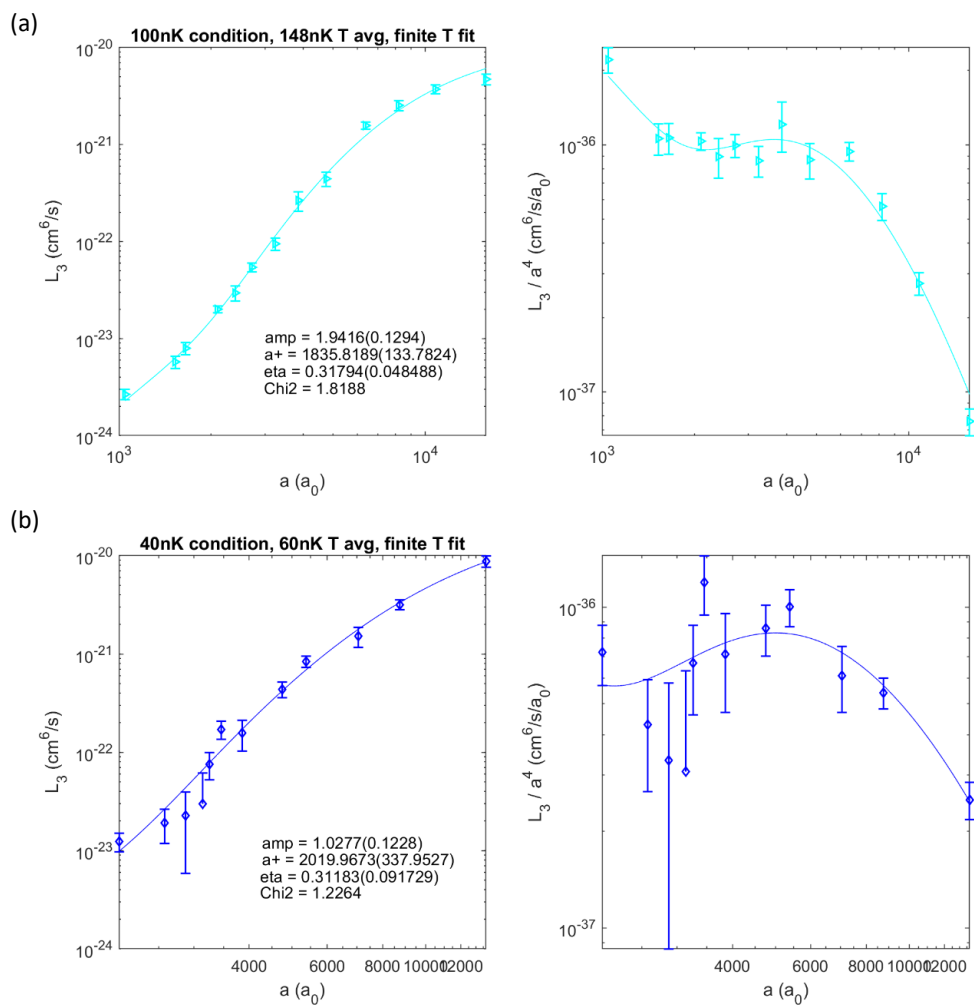 (a)
100nK condition, 148nK T avg, finite T fit
10^-20
10^-21
10^-22
10^-23
10^-24
L_3 (cm^6/s)
amp = 1.9416(0.1294)
a+ = 1835.8189(133.7824)
eta = 0.31794(0.048488)
Chi2 = 1.8188
10^3
10^4
a (a_0)
10^-36
10^-37
L_3 / a^4 (cm^6/s/a_0)
10^3
10^4
a (a_0)
(b)
40nK condition, 60nK T avg, finite T fit
10^-20
10^-21
10^-22
10^-23
10^-24
L_3 (cm^6/s)
amp = 1.0277(0.1228)
a+ = 2019.9673(337.9527)
eta = 0.31183(0.091729)
Chi2 = 1.2264
4000 6000 8000 10000 12000
a (a_0)
10^-36
10^-37
L_3 / a^4 (cm^6/s/a_0)
4000 6000 8000 10000 12000
a (a_0)